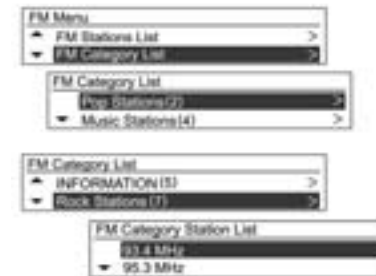 FM Menu
FM Stations List >
FM Category List >
FM Category List
Pop Stations(2) >
Music Stations(4) >
FM Category List
INFORMATION(5) >
Rock Stations (7) >
FM Category Station List
93.4 MHz
95.3 MHz